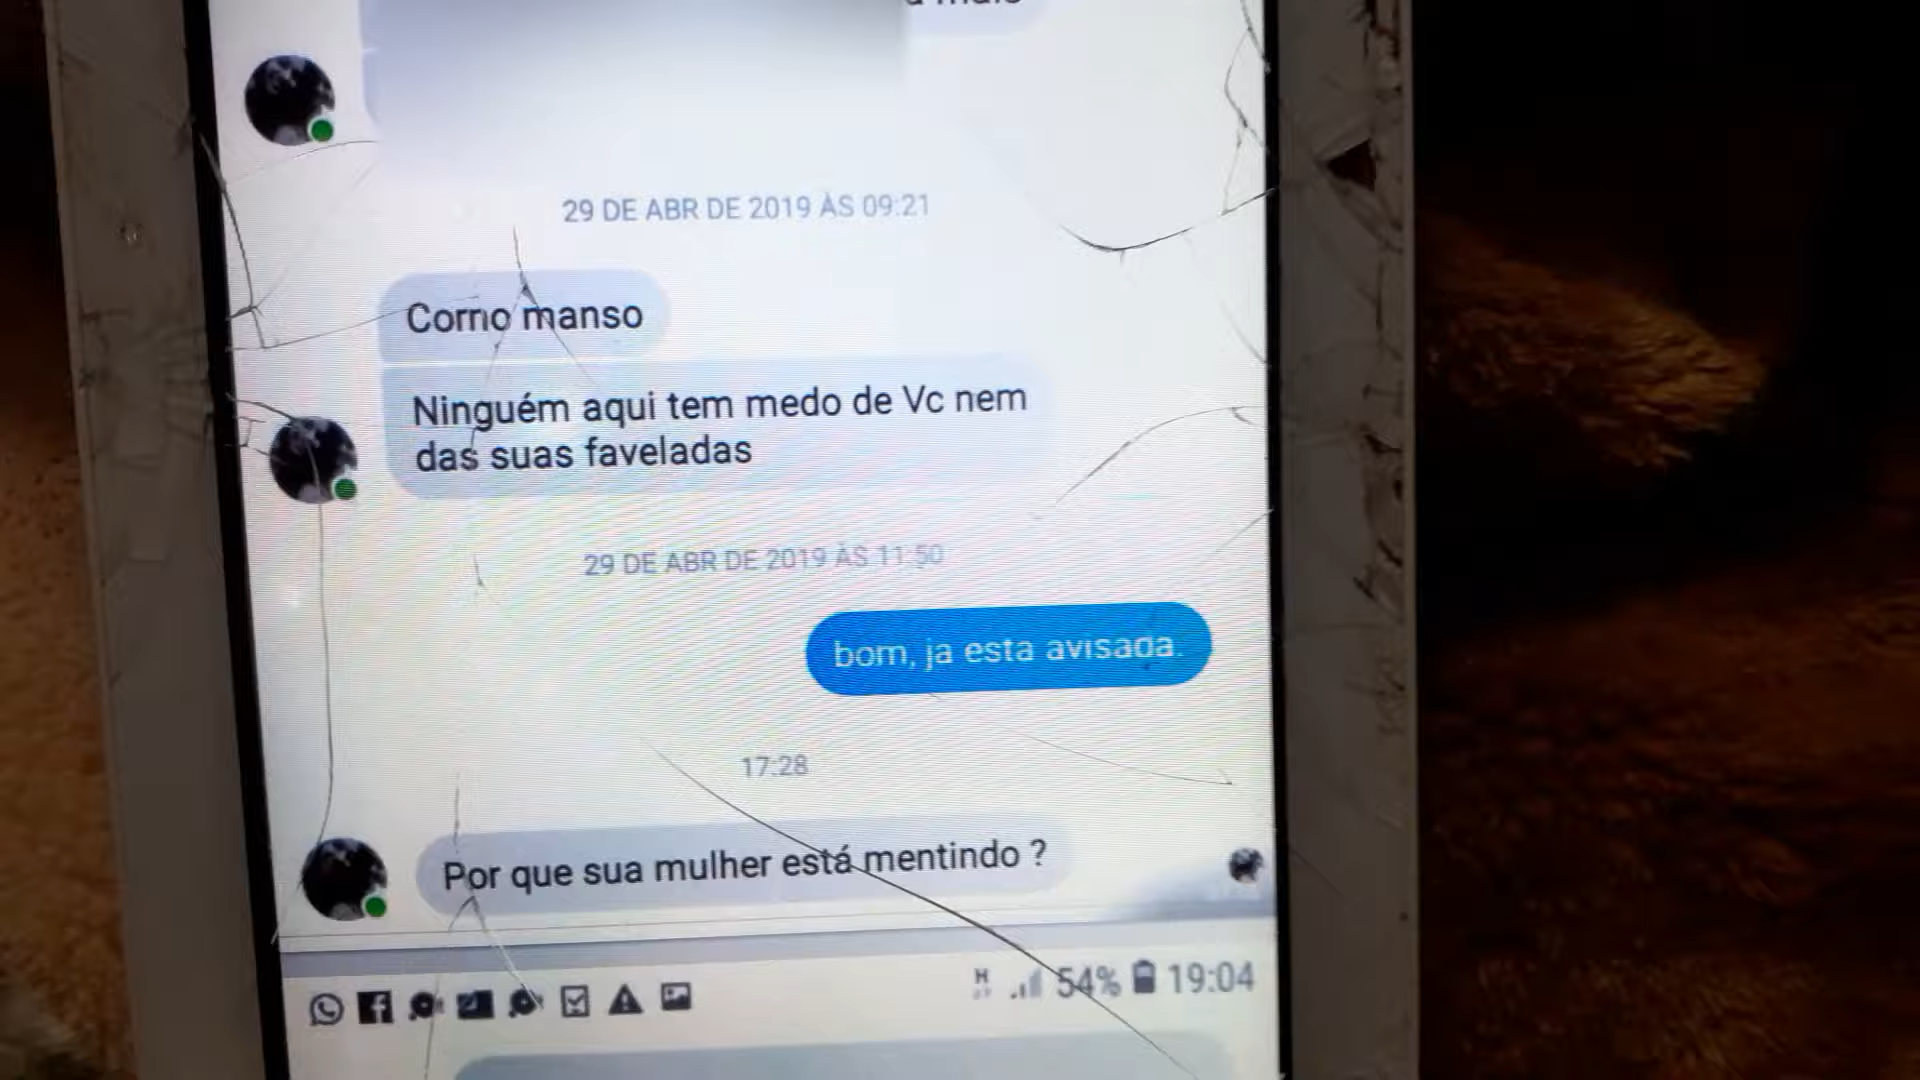 a mais
29 DE ABR DE 2019 ÀS 09:21
Corno manso
Ninguém aqui tem medo de Vc nem
das suas faveladas
29 DE ABR DE 2019 ÀS 11:50
bom, ja esta avisada.
17:28
Por que sua mulher está mentindo ?
H 54% 19:04